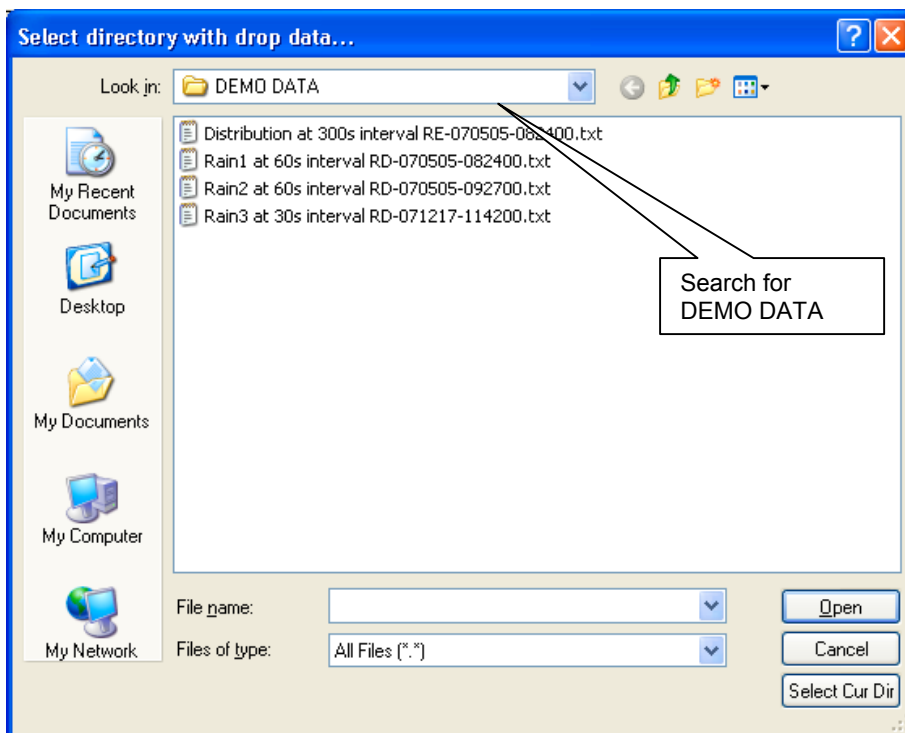 Select directory with drop data...
Look in:
DEMO DATA
Distribution at 300s interval RE-070505-082400.txt
Rain1 at 60s interval RD-070505-082400.txt
Rain2 at 60s interval RD-070505-092700.txt
Rain3 at 30s interval RD-071217-114200.txt
My Recent
Documents
Desktop
My Documents
My Computer
My Network
Search for
DEMO DATA
File name:
Files of type:
All Files (*.*)
Open
Cancel
Select Cur Dir